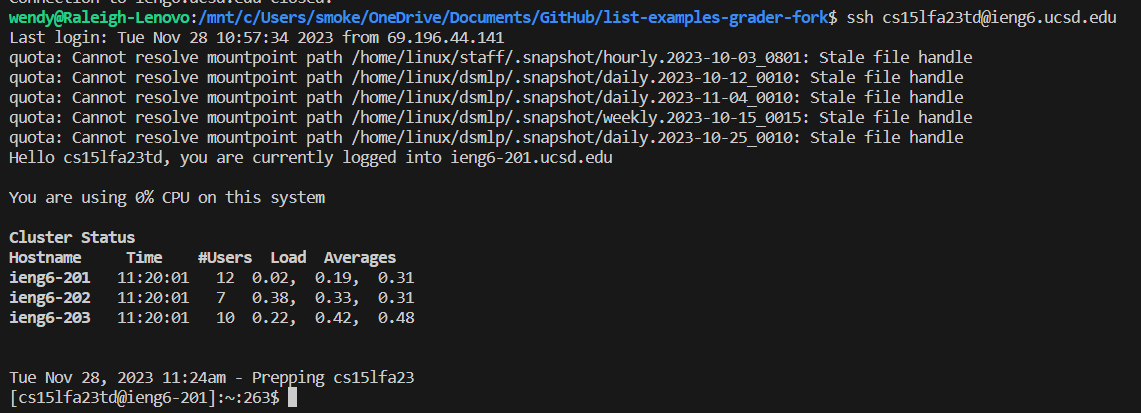 Connection to ieng6.ucsd.edu closed.
wendy@Raleigh-Lenovo:/mnt/c/Users/smoke/OneDrive/Documents/GitHub/list-examples-grader-fork$ ssh cs15lfa23td@ieng6.ucsd.edu
Last login: Tue Nov 28 10:57:34 2023 from 69.196.44.141
quota: Cannot resolve mountpoint path /home/linux/staff/.snapshot/hourly.2023-10-03_0801: Stale file handle
quota: Cannot resolve mountpoint path /home/linux/dsmlp/.snapshot/daily.2023-10-12_0010: Stale file handle
quota: Cannot resolve mountpoint path /home/linux/dsmlp/.snapshot/daily.2023-11-04_0010: Stale file handle
quota: Cannot resolve mountpoint path /home/linux/dsmlp/.snapshot/weekly.2023-10-15_0015: Stale file handle
quota: Cannot resolve mountpoint path /home/linux/dsmlp/.snapshot/daily.2023-10-25_0010: Stale file handle
Hello cs15lfa23td, you are currently logged into ieng6-201.ucsd.edu
You are using 0% CPU on this system
Cluster Status
Hostname Time #Users Load Averages
ieng6-201 11:20:01 12 0.02, 0.19, 0.31
ieng6-202 11:20:01 7 0.38, 0.33, 0.31
ieng6-203 11:20:01 10 0.22, 0.42, 0.48
Tue Nov 28, 2023 11:24am - Prepping cs15lfa23
[cs15lfa23td@ieng6-201]:~:263$